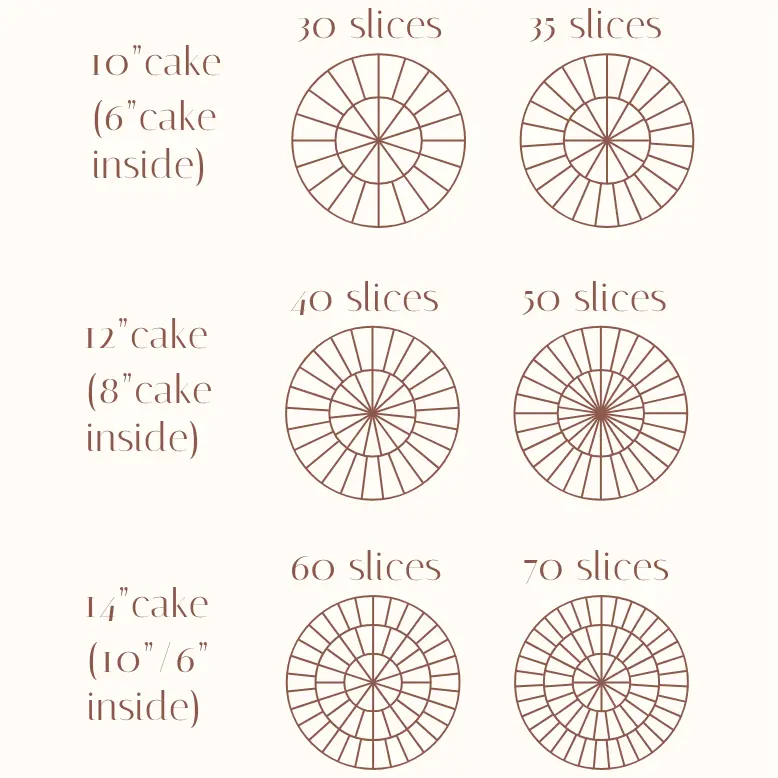 30 slices
35 slices
10”cake
(6”cake
inside)
40 slices
50 slices
12”cake
(8”cake
inside)
60 slices
70 slices
14”cake
(10”/6”
inside)